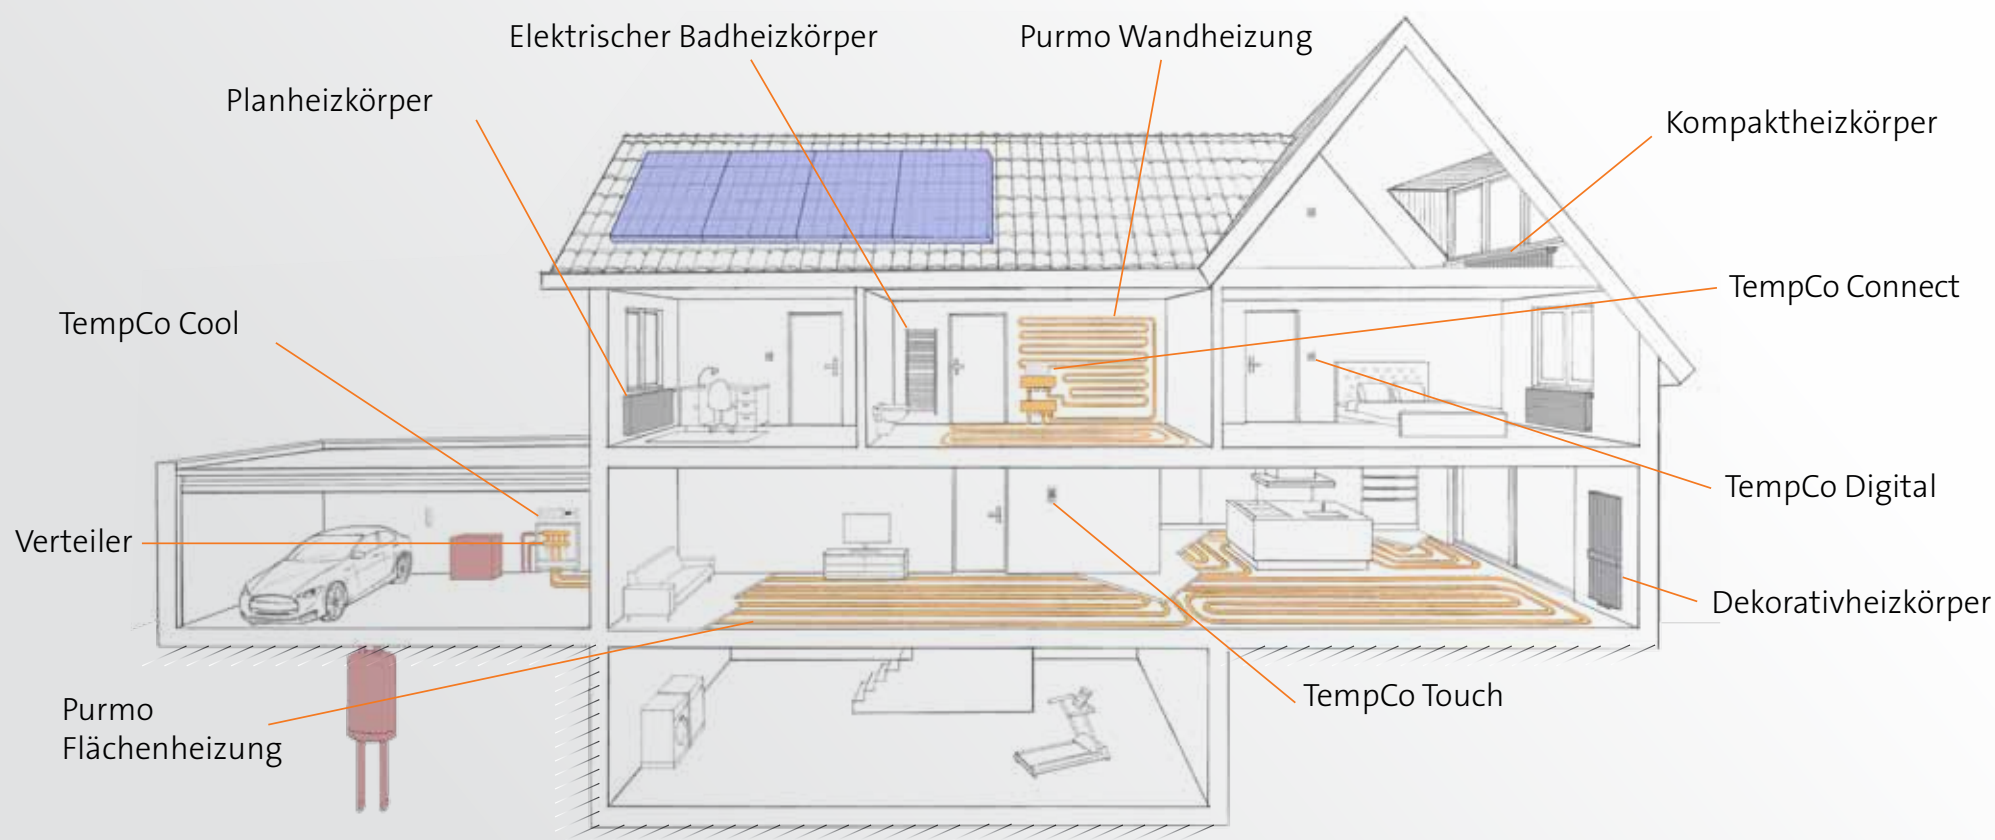 Elektrischer Badheizkörper
Purmo Wandheizung
Planheizkörper
Kompaktheizkörper
TempCo Connect
TempCo Cool
TempCo Digital
Verteiler
Dekorativheizkörper
TempCo Touch
Purmo
Flächenheizung